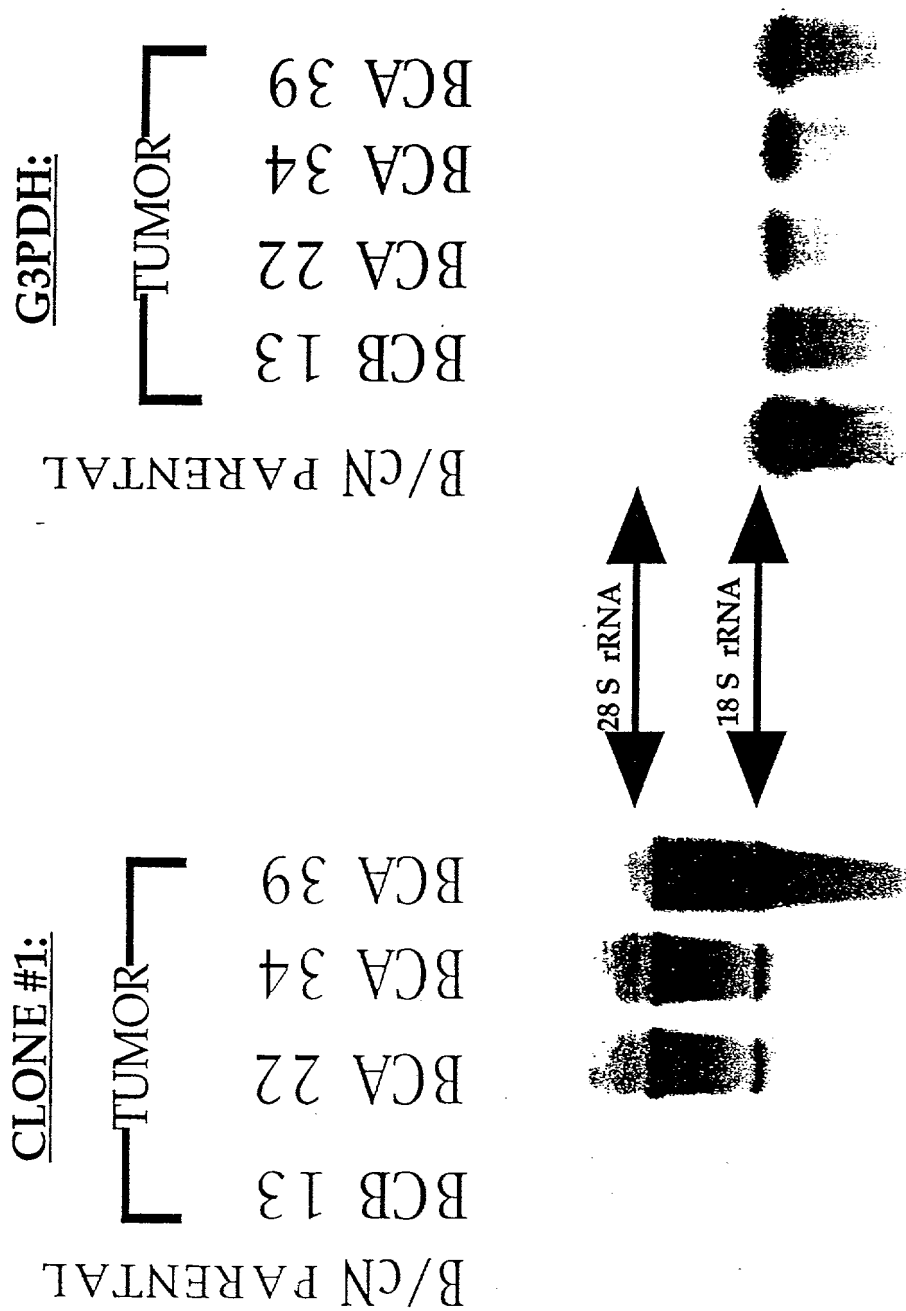 CLONE #1:
TUMOR
B/cN PARENTAL
BCB 13
BCA 22
BCA 34
BCA 39
28 S rRNA
18 S rRNA
G3PDH:
TUMOR
B/cN PARENTAL
BCB 13
BCA 22
BCA 34
BCA 39